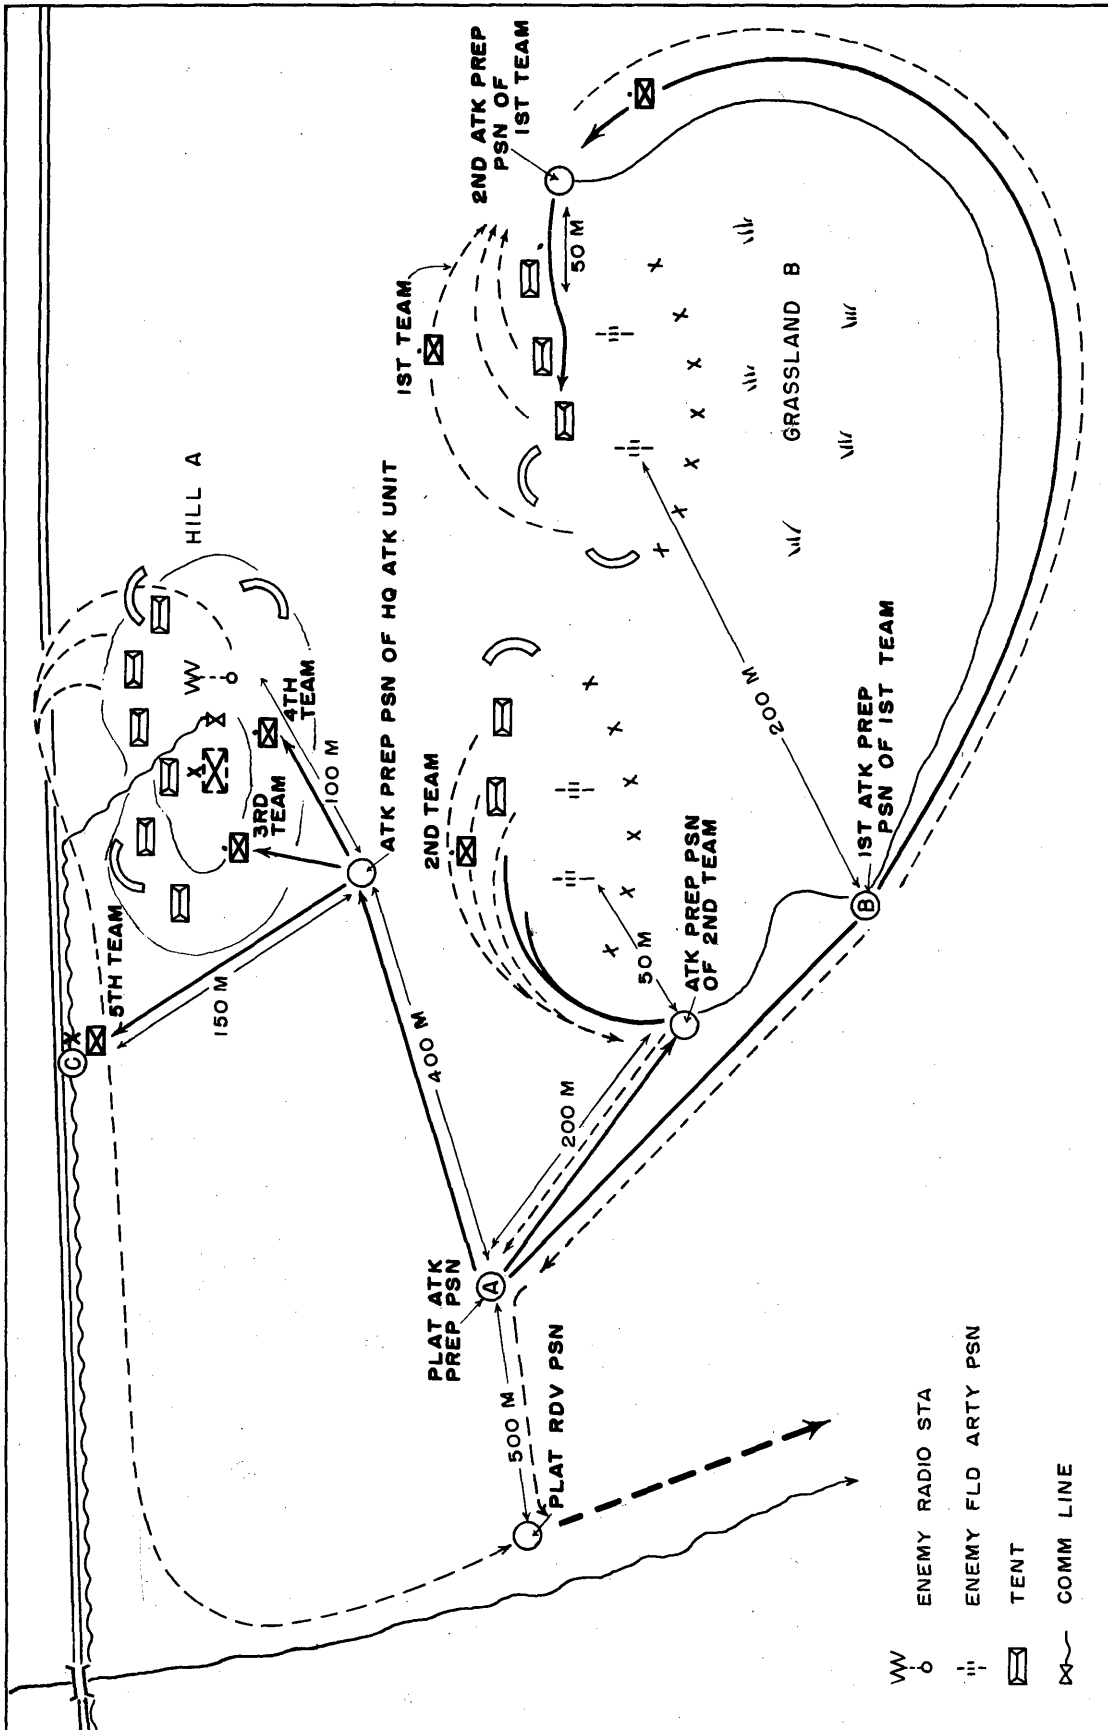 HILL A
5TH TEAM
C
150 M
3RD
TEAM
4TH
TEAM
100 M
ATK PREP PSN OF HQ ATK UNIT
400 M
PLAT ATK
PREP PSN
A
500 M
PLAT RDV PSN
200 M
2ND TEAM
50 M
ATK PREP PSN
OF 2ND TEAM
1ST TEAM
2ND ATK PREP
PSN OF
1ST TEAM
50 M
GRASSLAND B
200 M
B
1ST ATK PREP
PSN OF 1ST TEAM
ENEMY RADIO STA
ENEMY FLD ARTY PSN
TENT
COMM LINE